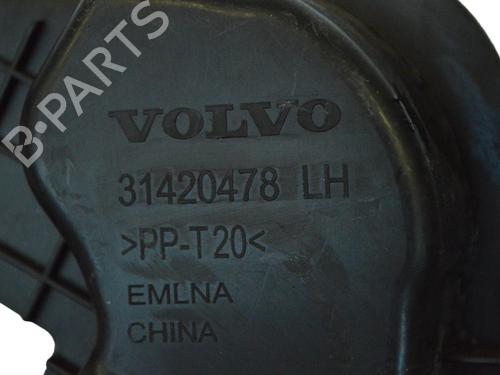 B-PARTS
VOLVO
31420478 LH
>PP-T20<
EMLNA
CHINA